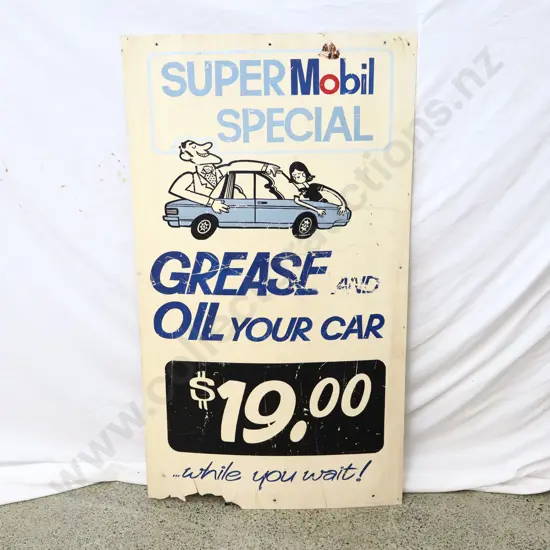 SUPER Mobil
SPECIAL
GREASE AND
OIL YOUR CAR
$19.00
...while you wait!